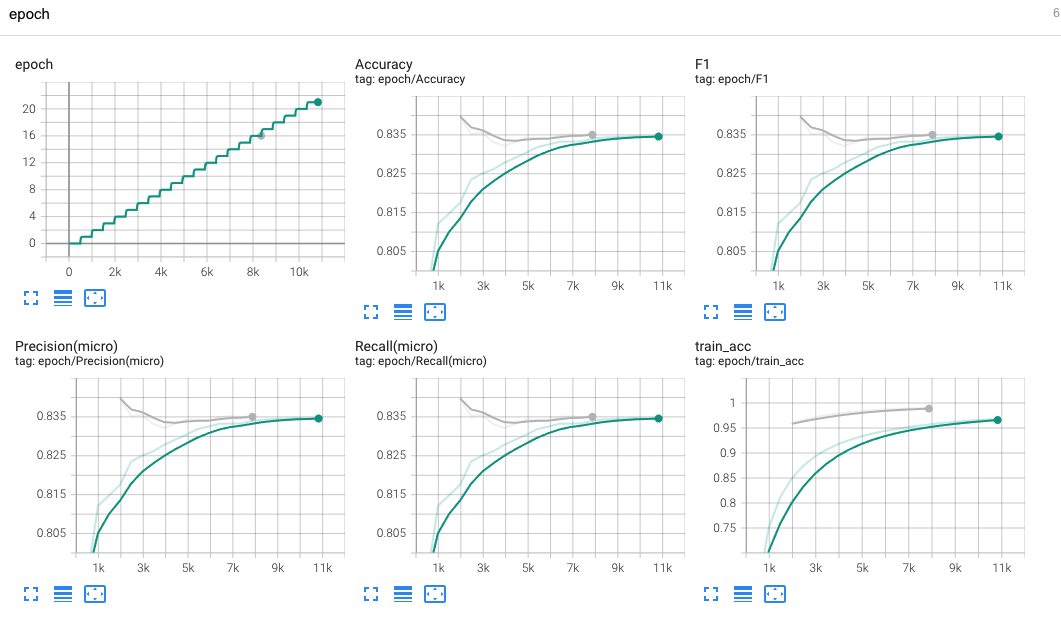 epoch
6
epoch
20
16
12
8
4
0
0 2k 4k 6k 8k 10k
Accuracy
tag: epoch/Accuracy
0.835
0.825
0.815
0.805
1k 3k 5k 7k 9k 11k
F1
tag: epoch/F1
0.835
0.825
0.815
0.805
1k 3k 5k 7k 9k 11k
Precision(micro)
tag: epoch/Precision(micro)
0.835
0.825
0.815
0.805
1k 3k 5k 7k 9k 11k
Recall(micro)
tag: epoch/Recall(micro)
0.835
0.825
0.815
0.805
1k 3k 5k 7k 9k 11k
train_acc
tag: epoch/train_acc
1
0.95
0.9
0.85
0.8
0.75
1k 3k 5k 7k 9k 11k